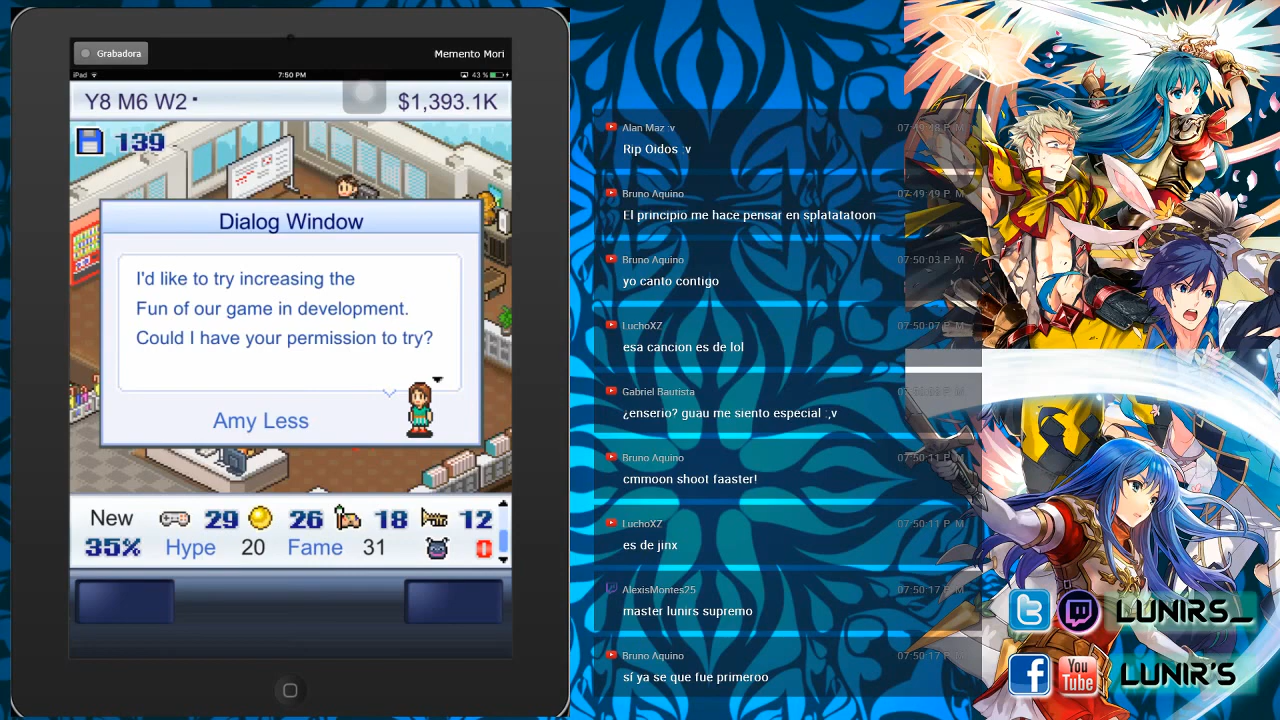 Grabadora
Memento Mori
iPad
7:50 PM
43 %
Y8 M6 W2
$1,393.1K
139
Dialog Window
I'd like to try increasing the
Fun of our game in development.
Could I have your permission to try?
Amy Less
New 29 26 18 12
35% Hype 20 Fame 31 0
Alan Maz :v
Rip Oidos :v
Bruno Aquino 07:49:49 P. M.
El principio me hace pensar en splatatatoon
Bruno Aquino 07:50:03 P. M.
yo canto contigo
LuchoXZ 07:50:07 P. M.
esa cancion es de lol
Gabriel Bautista
¿enserio? guau me siento especial :,v
Bruno Aquino 07:50:11 P. M.
cmmoon shoot faaster!
LuchoXZ 07:50:11 P. M.
es de jinx
AlexisMontes25 07:50:17 P. M.
master lunirs supremo
Bruno Aquino 07:50:17 P. M.
sí ya se que fue primeroo
LUNIRS_
You
Tube
LUNIR'S